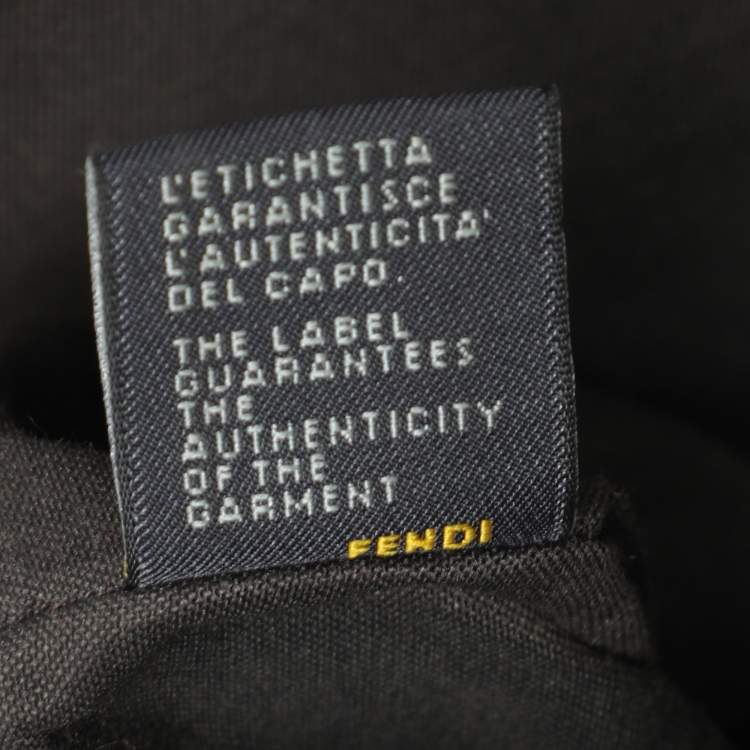 L'ETICHETTA
GARANTISCE
L'AUTENTICITA'
DEL CAPO.
THE LABEL
GUARANTEES
THE
AUTHENTICITY
OF THE
GARMENT
FENDI